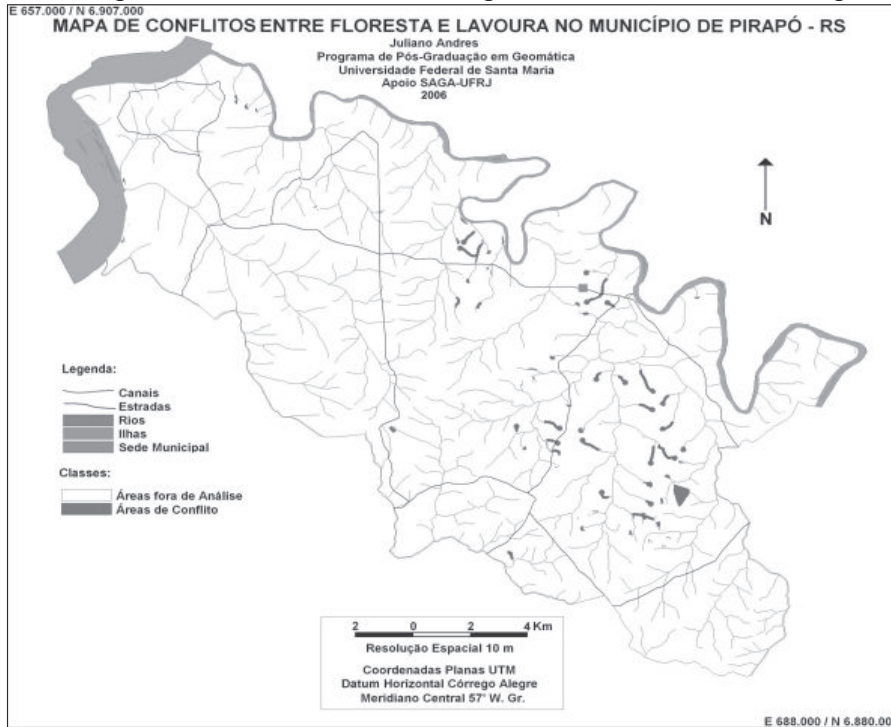 E 657.000 / N 6.907.000
MAPA DE CONFLITOS ENTRE FLORESTA E LAVOURA NO MUNICÍPIO DE PIRAPÓ - RS
Juliano Andres
Programa de Pós-Graduação em Geomática
Universidade Federal de Santa Maria
Apoio SAGA-UFRJ
2006
N
Legenda:
Canais
Estradas
Rios
Ilhas
Sede Municipal
Classes:
Áreas fora de Análise
Áreas de Conflito
2 0 2 4 Km
Resolução Espacial 10 m
Coordenadas Planas UTM
Datum Horizontal Córrego Alegre
Meridiano Central 57° W. Gr.
E 688.000 / N 6.880.00